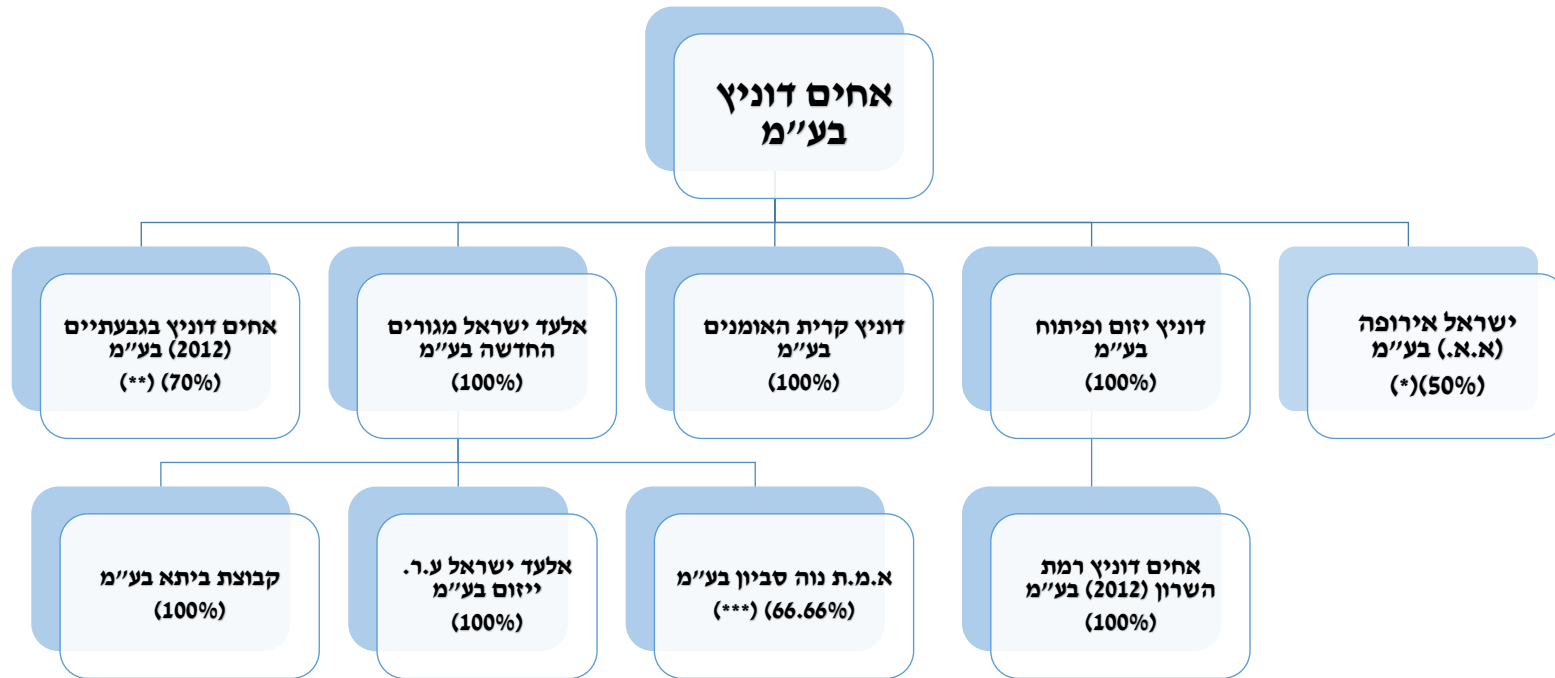 אחים דוניץ
בע״מ
ישראל אירופה
(א.א.) בע״מ
(50%)(*)
דוניץ יזום ופיתוח
בע״מ
(100%)
דוניץ קרית האומנים
בע״מ
(100%)
אלעד ישראל מגורים
החדשה בע״מ
(100%)
אחים דוניץ בגבעתיים
(2012) בע״מ
(70%) (**)
אחים דוניץ רמת
השרון (2012) בע״מ
(100%)
א.מ.ת נוה סביון בע״מ
(66.66%) (***)
אלעד ישראל ע.ר.
ייזום בע״מ
(100%)
קבוצת ביתא בע״מ
(100%)